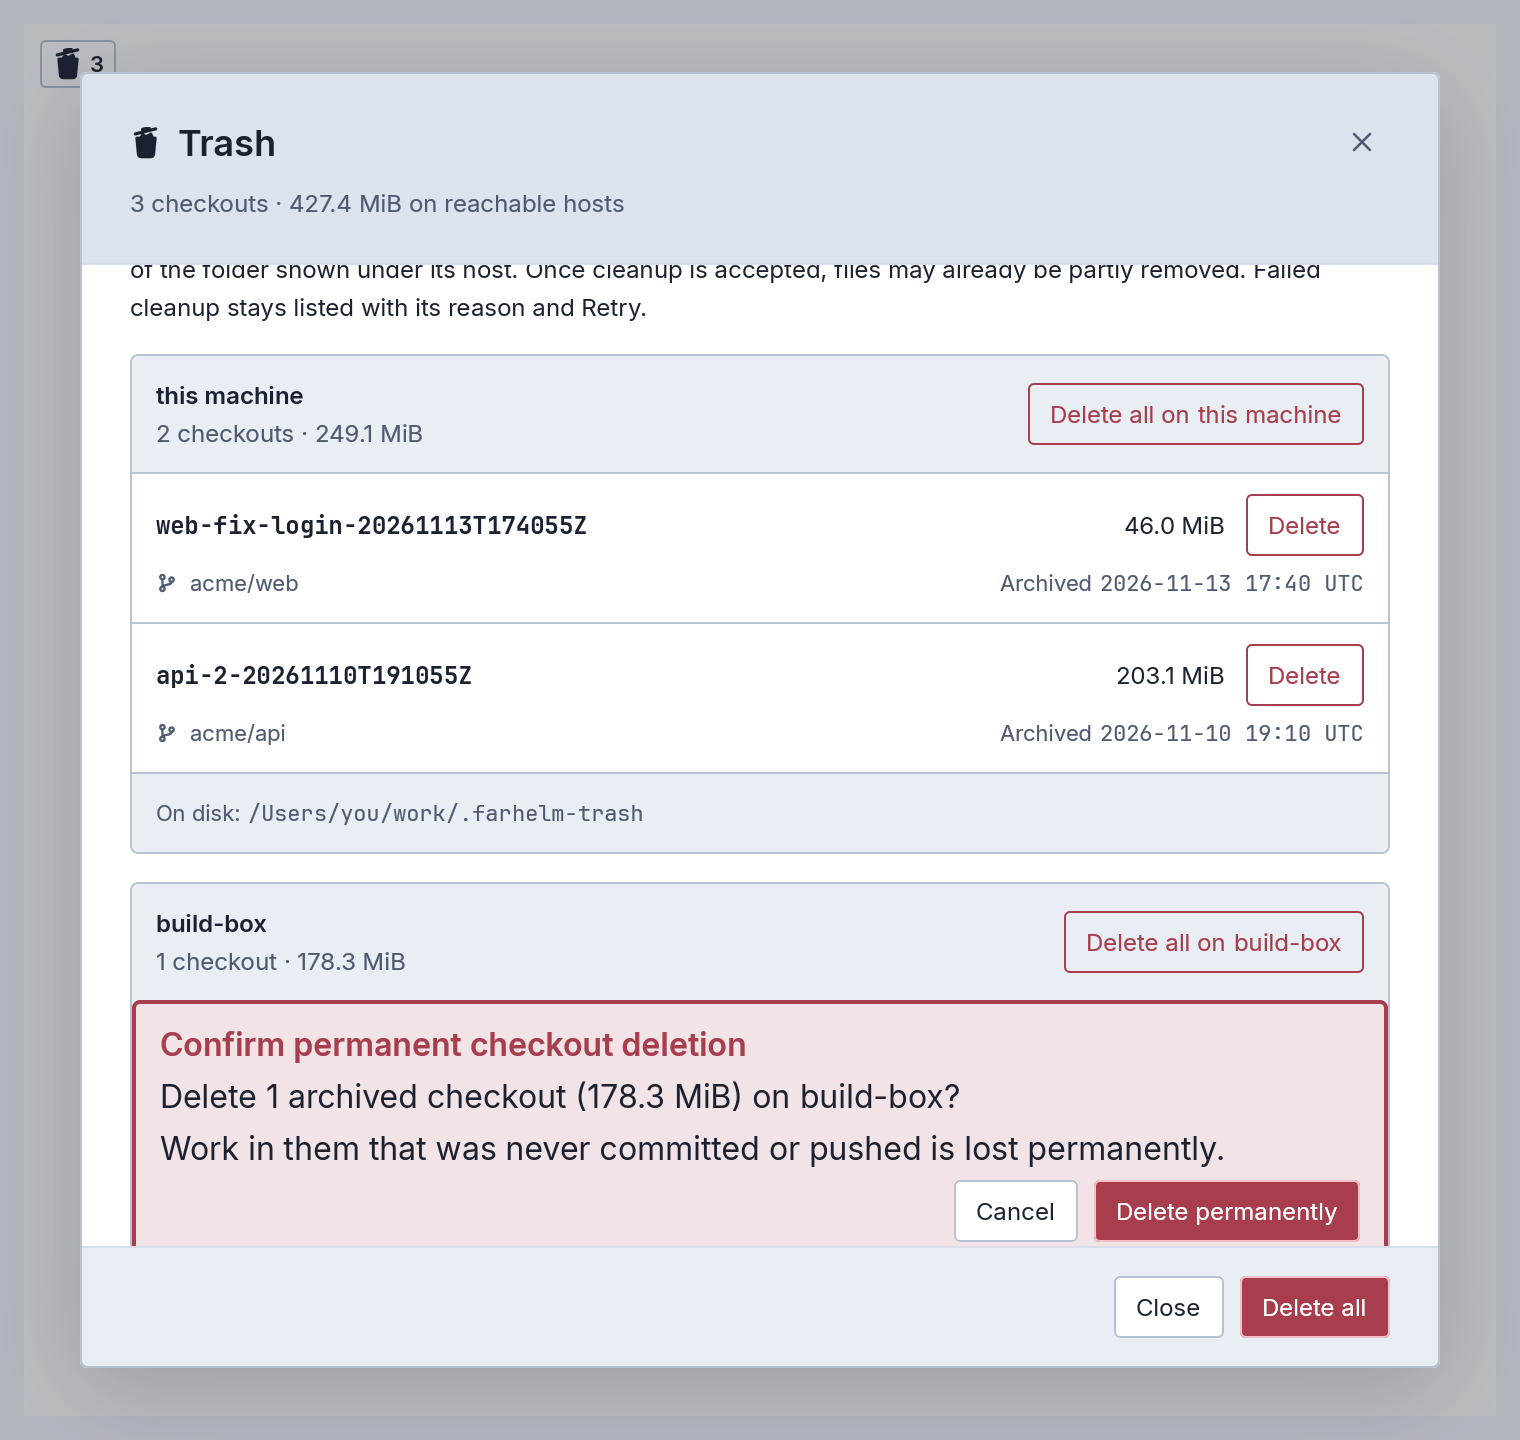 3
Trash
3 checkouts · 427.4 MiB on reachable hosts
of the folder shown under its host. Once cleanup is accepted, files may already be partly removed. Failed
cleanup stays listed with its reason and Retry.
this machine
2 checkouts · 249.1 MiB
Delete all on this machine
web-fix-login-20261113T174055Z
46.0 MiB
Delete
acme/web
Archived 2026-11-13 17:40 UTC
api-2-20261110T191055Z
203.1 MiB
Delete
acme/api
Archived 2026-11-10 19:10 UTC
On disk: /Users/you/work/.farhelm-trash
build-box
1 checkout · 178.3 MiB
Delete all on build-box
Confirm permanent checkout deletion
Delete 1 archived checkout (178.3 MiB) on build-box?
Work in them that was never committed or pushed is lost permanently.
Cancel
Delete permanently
Close
Delete all